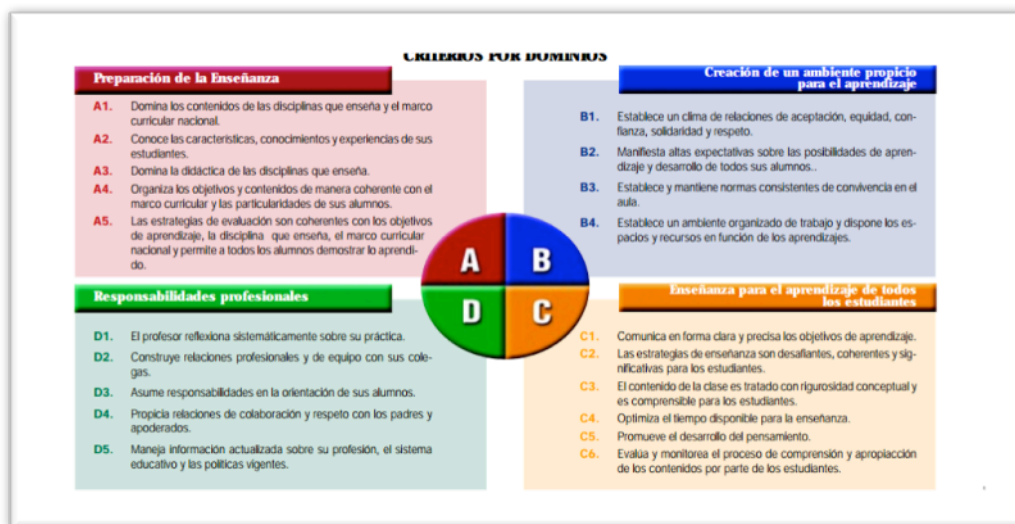 CRITERIOS POR DOMINIOS
Preparación de la Enseñanza
A1. Domina los contenidos de las disciplinas que enseña y el marco
curricular nacional.
A2. Conoce las características, conocimientos y experiencias de sus
estudiantes.
A3. Domina la didáctica de las disciplinas que enseña.
A4. Organiza los objetivos y contenidos de manera coherente con el
marco curricular y las particularidades de sus alumnos.
A5. Las estrategias de evaluación son coherentes con los objetivos
de aprendizaje, la disciplina que enseña, el marco curricular
nacional y permite a todos los alumnos demostrar lo aprendi-
do.
Creación de un ambiente propicio
para el aprendizaje
B1. Establece un clima de relaciones de aceptación, equidad, con-
fianza, solidaridad y respeto.
B2. Manifiesta altas expectativas sobre las posibilidades de apren-
dizaje y desarrollo de todos sus alumnos..
B3. Establece y mantiene normas consistentes de convivencia en el
aula.
B4. Establece un ambiente organizado de trabajo y dispone los es-
pacios y recursos en función de los aprendizajes.
A B
D C
Responsabilidades profesionales
D1. El profesor reflexiona sistemáticamente sobre su práctica.
D2. Construye relaciones profesionales y de equipo con sus cole-
gas.
D3. Asume responsabilidades en la orientación de sus alumnos.
D4. Propicia relaciones de colaboración y respeto con los padres y
apoderados.
D5. Maneja información actualizada sobre su profesión, el sistema
educativo y las políticas vigentes.
Enseñanza para el aprendizaje de todos
los estudiantes
C1. Comunica en forma clara y precisa los objetivos de aprendizaje.
C2. Las estrategias de enseñanza son desafiantes, coherentes y sig-
nificativas para los estudiantes.
C3. El contenido de la clase es tratado con rigurosidad conceptual y
es comprensible para los estudiantes.
C4. Optimiza el tiempo disponible para la enseñanza.
C5. Promueve el desarrollo del pensamiento.
C6. Evalúa y monitorea el proceso de comprensión y apropiacción
de los contenidos por parte de los estudiantes.